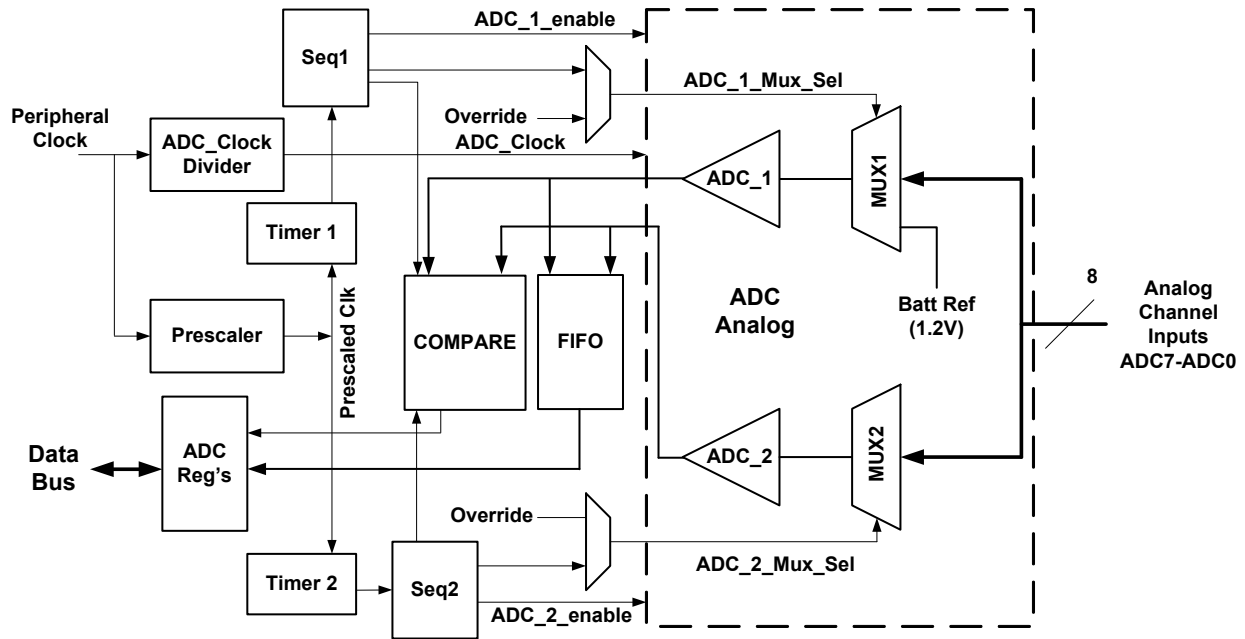 ADC_1_enable
Seq1
ADC_1_Mux_Sel
Peripheral
Clock
Override
ADC_Clock
Divider
ADC_Clock
ADC_1
MUX1
Timer 1
Prescaled Clk
Batt Ref
(1.2V)
8
Analog
Channel
Inputs
ADC7-ADC0
ADC
Analog
Prescaler
COMPARE
FIFO
Data
Bus
ADC
Reg's
ADC_2
MUX2
Override
ADC_2_Mux_Sel
Timer 2
Seq2
ADC_2_enable